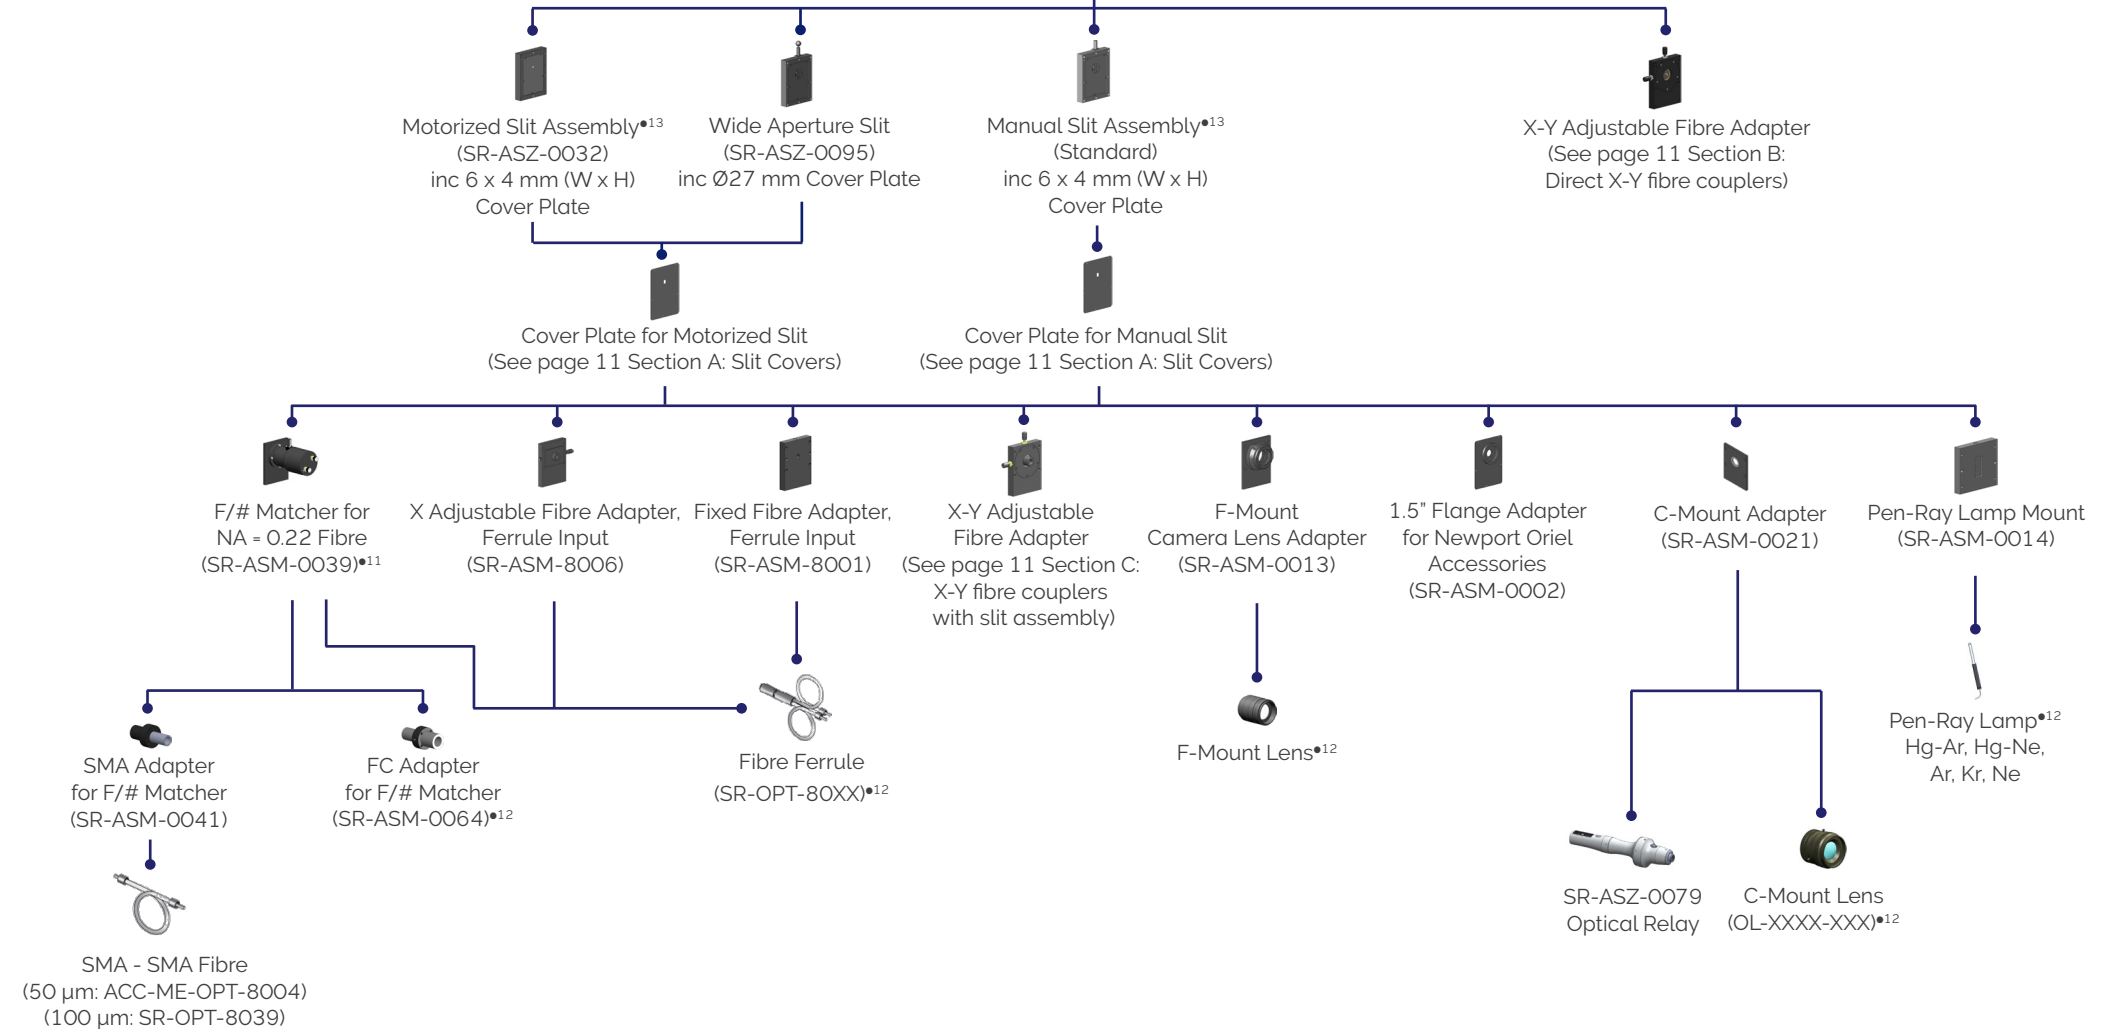 Motorized Slit Assembly●13
(SR-ASZ-0032)
inc 6 x 4 mm (W x H)
Cover Plate
Wide Aperture Slit
(SR-ASZ-0095)
inc Ø27 mm Cover Plate
Manual Slit Assembly●13
(Standard)
inc 6 x 4 mm (W x H)
Cover Plate
X-Y Adjustable Fibre Adapter
(See page 11 Section B:
Direct X-Y fibre couplers)
Cover Plate for Motorized Slit
(See page 11 Section A: Slit Covers)
Cover Plate for Manual Slit
(See page 11 Section A: Slit Covers)
F/# Matcher for
NA = 0.22 Fibre
(SR-ASM-0039)●11
X Adjustable Fibre Adapter,
Ferrule Input
(SR-ASM-8006)
Fixed Fibre Adapter,
Ferrule Input
(SR-ASM-8001)
X-Y Adjustable
Fibre Adapter
(See page 11 Section C:
X-Y fibre couplers
with slit assembly)
F-Mount
Camera Lens Adapter
(SR-ASM-0013)
1.5" Flange Adapter
for Newport Oriel
Accessories
(SR-ASM-0002)
C-Mount Adapter
(SR-ASM-0021)
Pen-Ray Lamp Mount
(SR-ASM-0014)
SMA Adapter
for F/# Matcher
(SR-ASM-0041)
FC Adapter
for F/# Matcher
(SR-ASM-0064)●12
Fibre Ferrule
(SR-OPT-80XX)●12
F-Mount Lens●12
Pen-Ray Lamp●12
Hg-Ar, Hg-Ne,
Ar, Kr, Ne
SR-ASZ-0079
Optical Relay
C-Mount Lens
(OL-XXXX-XXX)●12
SMA - SMA Fibre
(50 µm: ACC-ME-OPT-8004)
(100 µm: SR-OPT-8039)